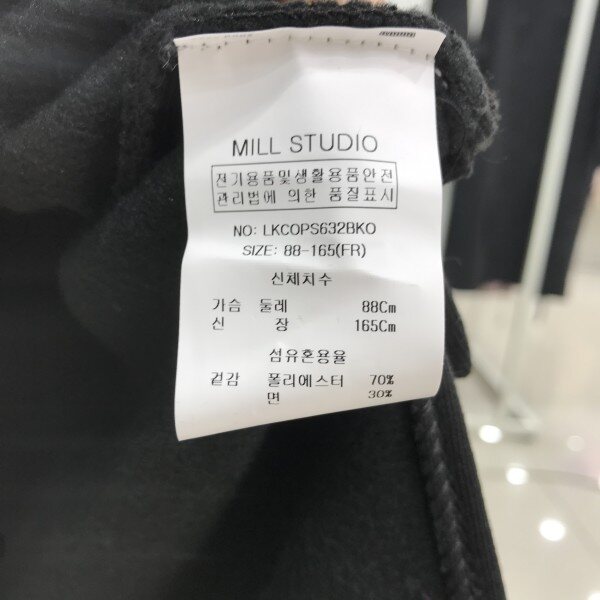 MILL STUDIO
전기용품및생활용품안전
관리법에 의한 품질표시
NO: LKCOPS632BKO
SIZE: 88-165(FR)
신체치수
가슴 둘레 88Cm
신 장 165Cm
섬유혼용율
겉감 폴리에스터 70%
면 30%